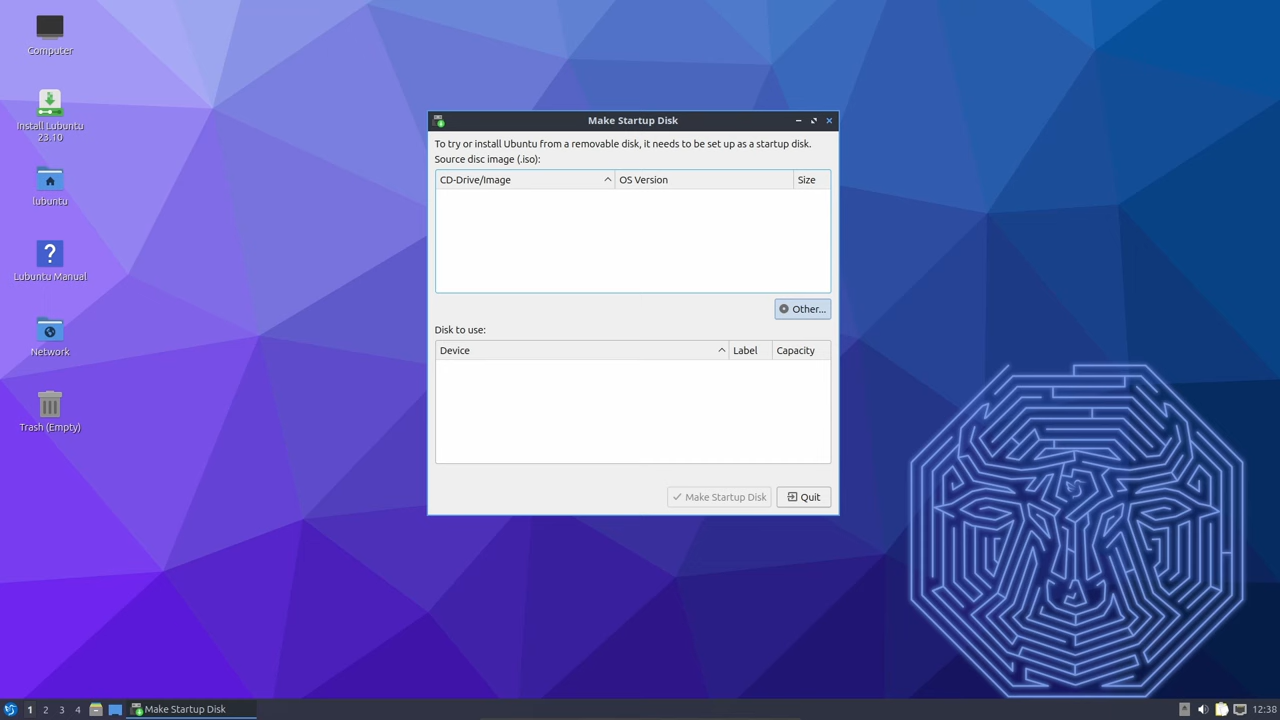 Computer
Install Lubuntu
23.10
lubuntu
?
Lubuntu Manual
Network
Trash (Empty)
Make Startup Disk
To try or install Ubuntu from a removable disk, it needs to be set up as a startup disk.
Source disc image (.iso):
CD-Drive/Image OS Version Size
Other...
Disk to use:
Device Label Capacity
Make Startup Disk Quit
1 2 3 4 Make Startup Disk 12:38